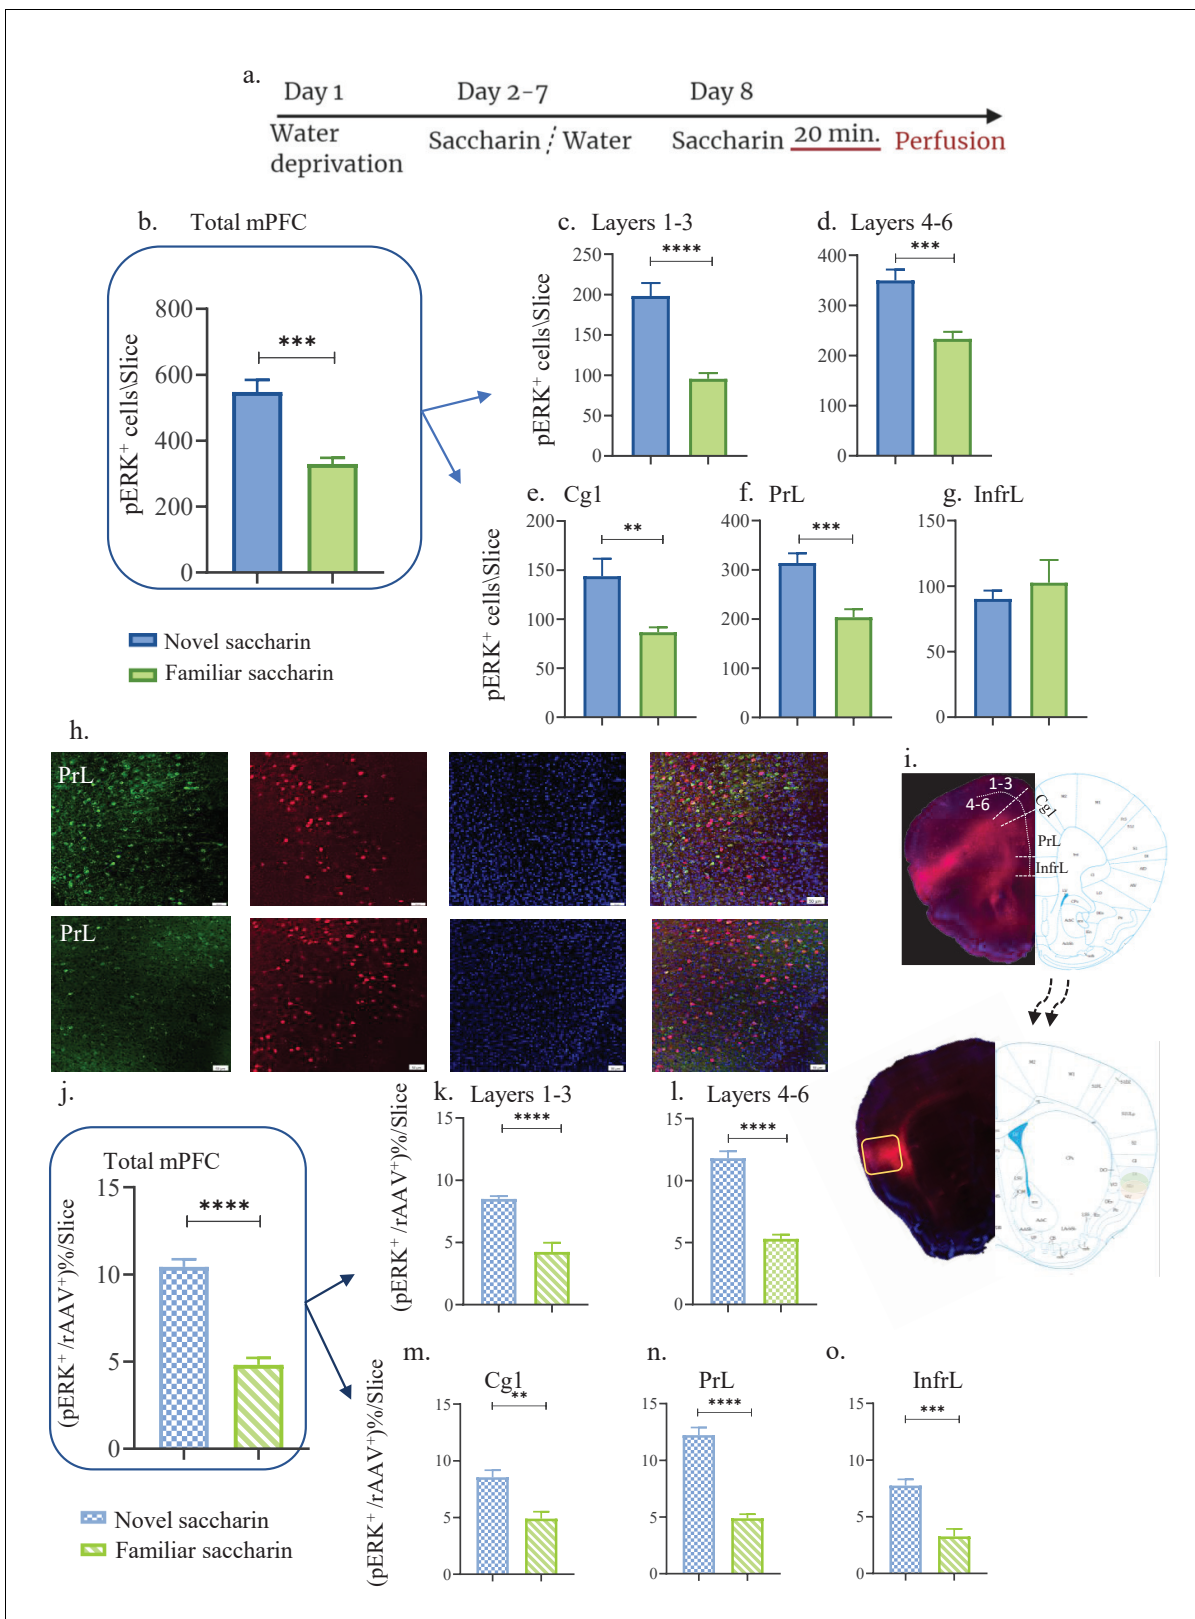 a.
Day 1
Day 2-7
Day 8
Water deprivation
Saccharin / Water
Saccharin
20 min.
Perfusion
b. Total mPFC
pERK+ cells\Slice
800
600
400
200
0
***
c. Layers 1-3
pERK+ cells\Slice
250
200
150
100
50
0
****
d. Layers 4-6
400
300
200
100
0
***
Novel saccharin
Familiar saccharin
e. Cg1
pERK+ cells\Slice
200
150
100
50
0
**
f. PrL
400
300
200
100
0
***
g. InfrL
150
100
50
0
h.
PrL
PrL
i.
1-3
4-6
Cg1
PrL
InfrL
j.
Total mPFC
(pERK+ /rAAV+)%/Slice
15
10
5
0
****
k. Layers 1-3
(pERK+ /rAAV+)%/Slice
15
10
5
0
****
l. Layers 4-6
15
10
5
0
****
Novel saccharin
Familiar saccharin
m.
Cg1
(pERK+ /rAAV+)%/Slice
15
10
5
0
**
n.
PrL
15
10
5
0
****
o.
InfrL
15
10
5
0
***